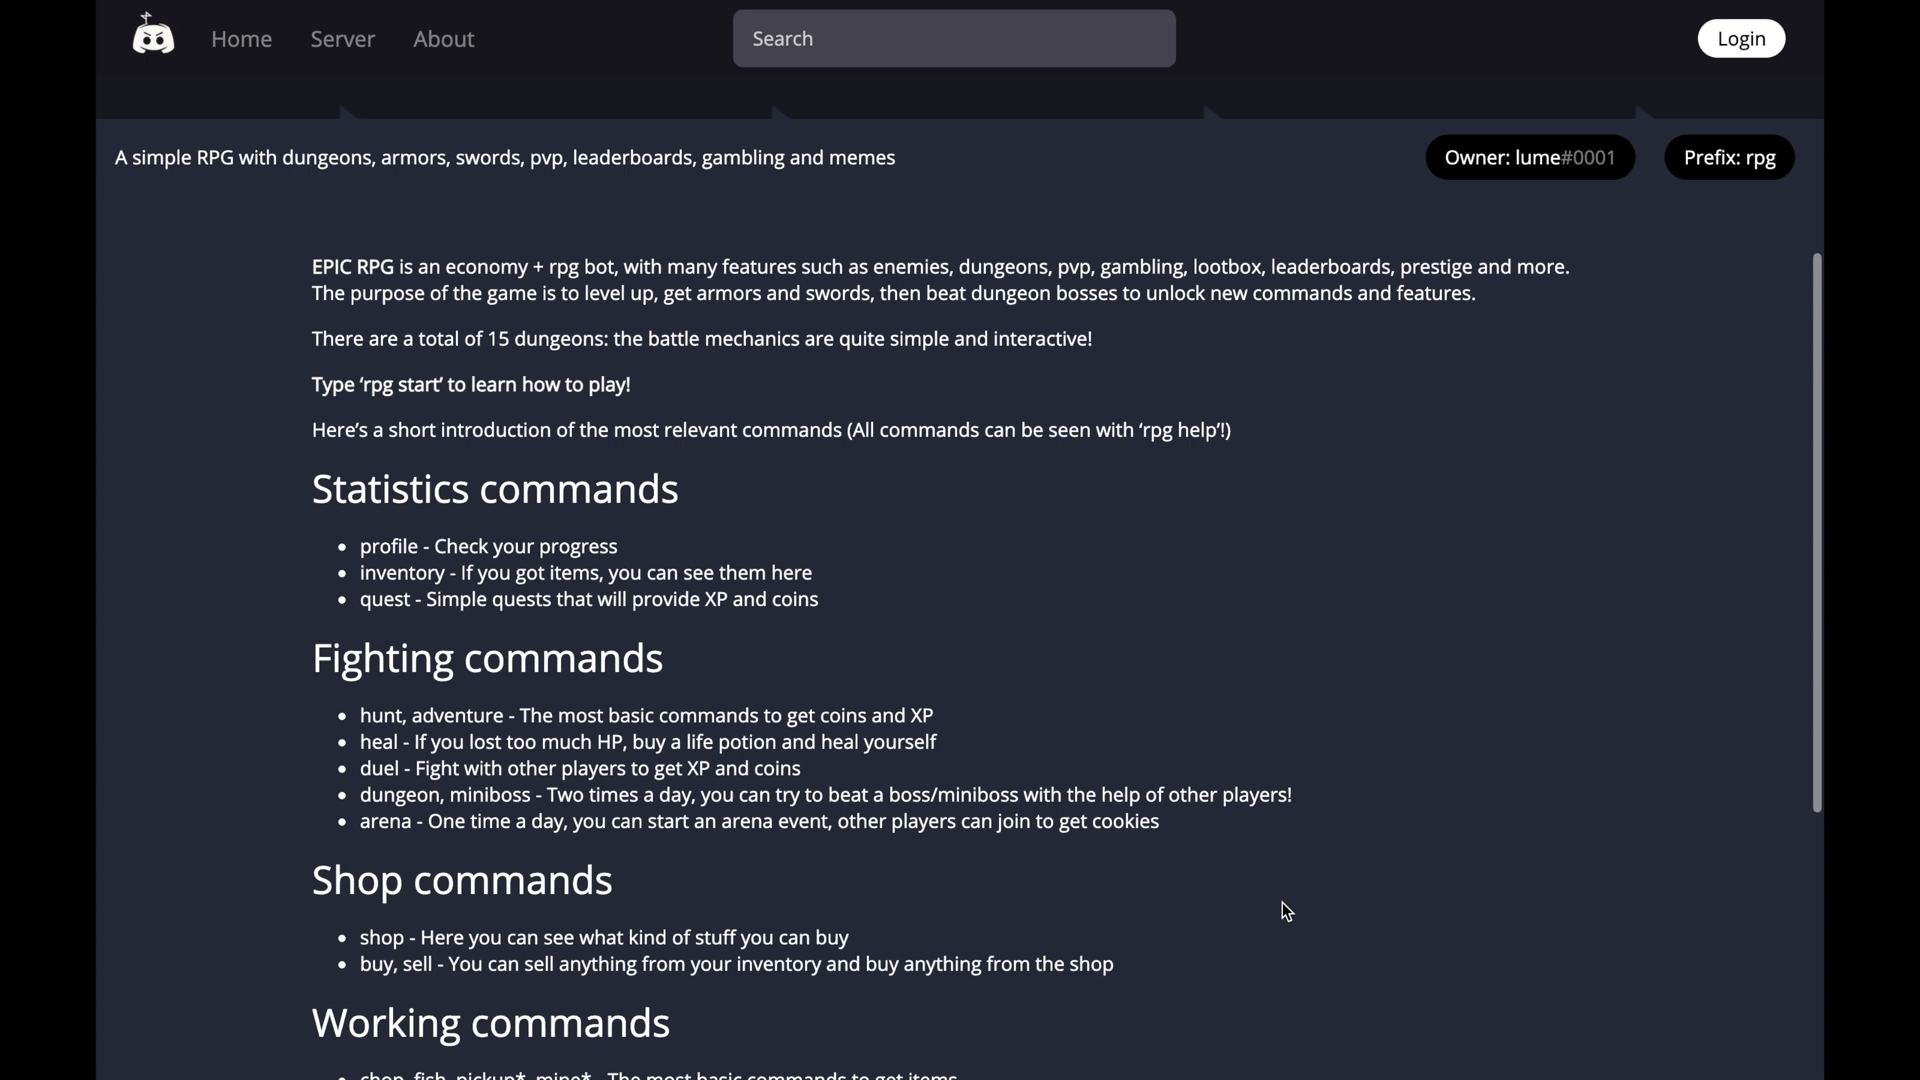 Home Server About Search Login
A simple RPG with dungeons, armors, swords, pvp, leaderboards, gambling and memes Owner: lume#0001 Prefix: rpg
EPIC RPG is an economy + rpg bot, with many features such as enemies, dungeons, pvp, gambling, lootbox, leaderboards, prestige and more.
The purpose of the game is to level up, get armors and swords, then beat dungeon bosses to unlock new commands and features.
There are a total of 15 dungeons: the battle mechanics are quite simple and interactive!
Type ‘rpg start’ to learn how to play!
Here’s a short introduction of the most relevant commands (All commands can be seen with ‘rpg help’!)
Statistics commands
• profile - Check your progress
• inventory - If you got items, you can see them here
• quest - Simple quests that will provide XP and coins
Fighting commands
• hunt, adventure - The most basic commands to get coins and XP
• heal - If you lost too much HP, buy a life potion and heal yourself
• duel - Fight with other players to get XP and coins
• dungeon, miniboss - Two times a day, you can try to beat a boss/miniboss with the help of other players!
• arena - One time a day, you can start an arena event, other players can join to get cookies
Shop commands
• shop - Here you can see what kind of stuff you can buy
• buy, sell - You can sell anything from your inventory and buy anything from the shop
Working commands
• chop, fish, pickup*, mine* - The most basic commands to get items